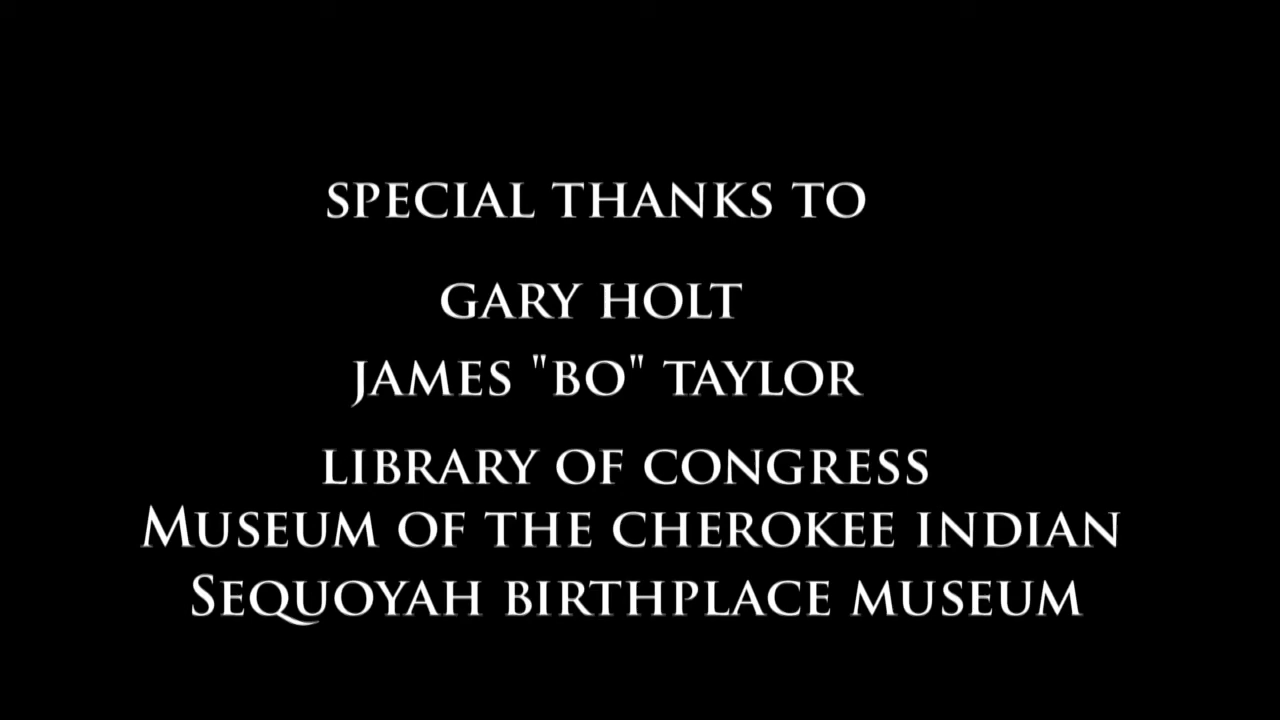 SPECIAL THANKS TO
GARY HOLT
JAMES "BO" TAYLOR
LIBRARY OF CONGRESS
MUSEUM OF THE CHEROKEE INDIAN
SEQUOYAH BIRTHPLACE MUSEUM